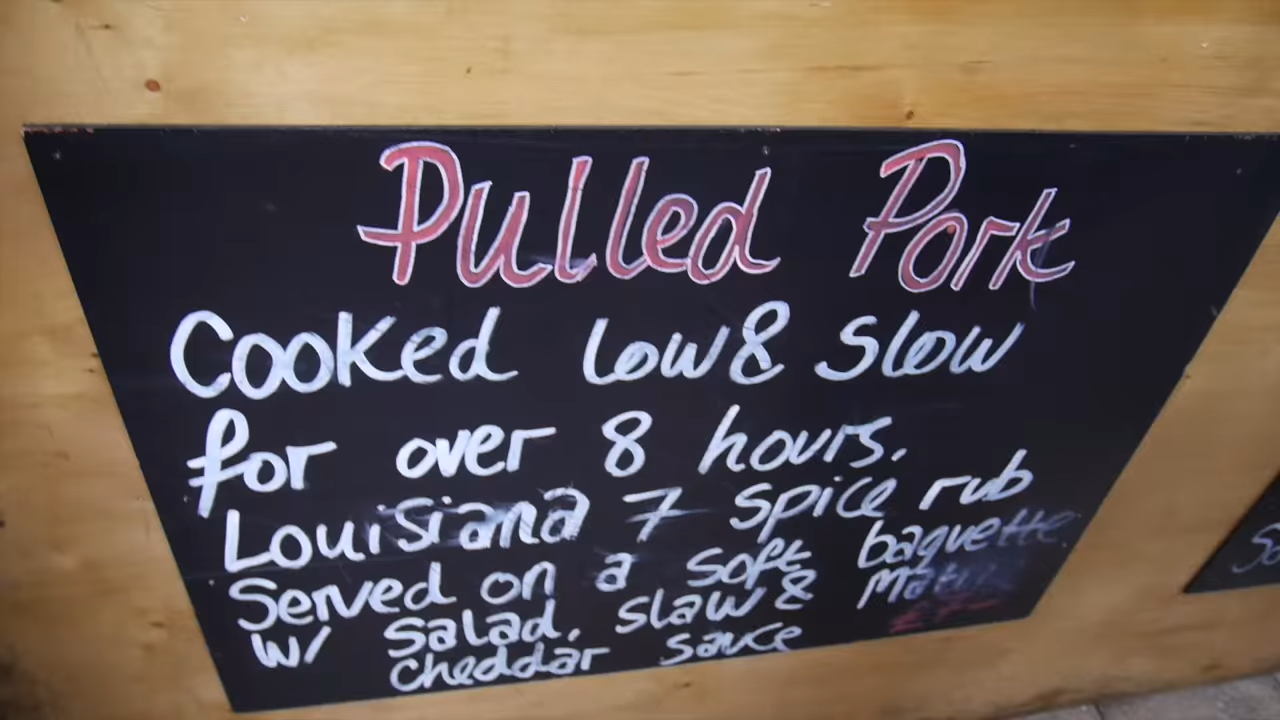 Pulled Pork
Cooked low & Slow
for over 8 hours.
Louisiana 7 spice rub
Served on a soft baguette
w/ salad, slaw &
cheddar sauce